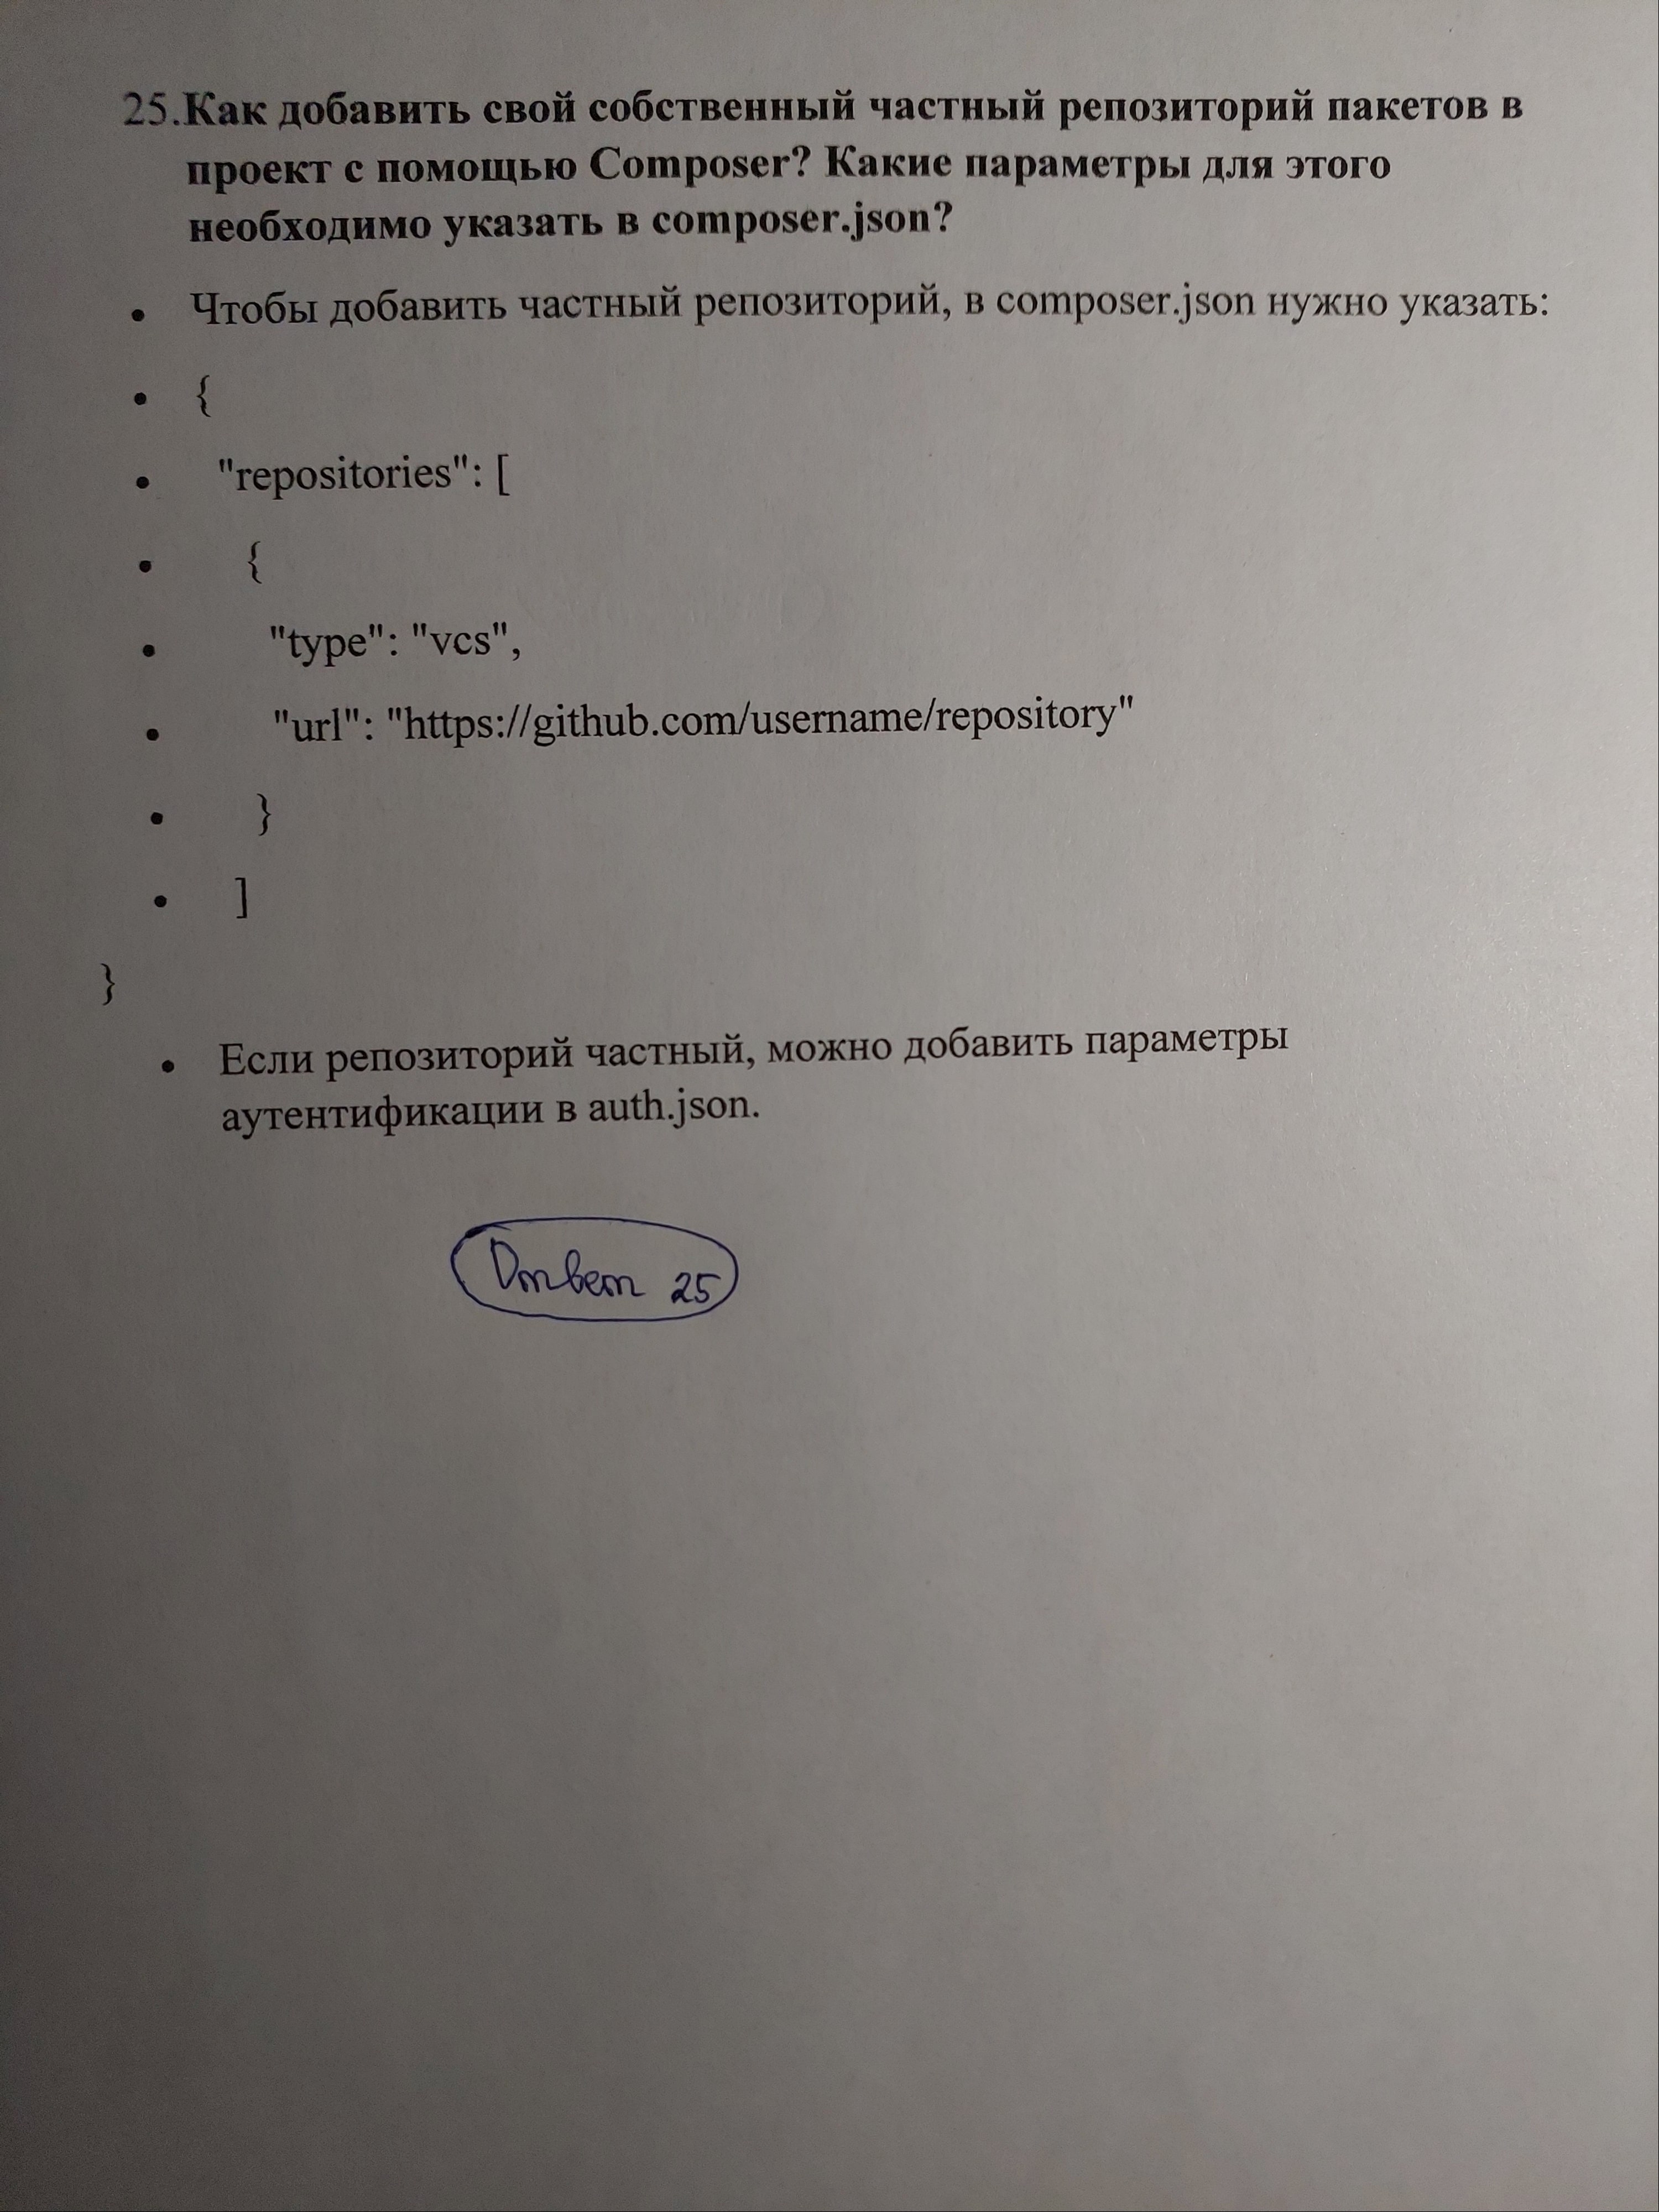 25.Как добавить свой собственный частный репозиторий пакетов в
проект с помощью Composer? Какие параметры для этого
необходимо указать в composer.json?
• Чтобы добавить частный репозиторий, в composer.json нужно указать:
• {
• "repositories": [
• {
• "type": "vcs",
• "url": "https://github.com/username/repository"
• }
• ]
}
• Если репозиторий частный, можно добавить параметры
аутентификации в auth.json.
Ответ 25